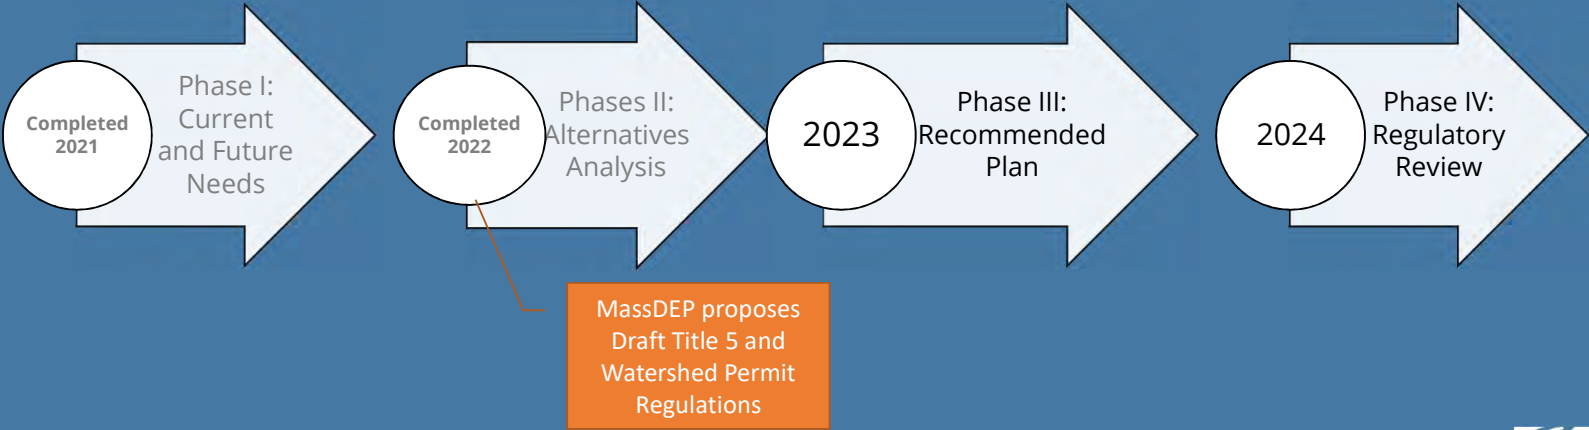 Completed
2021
Phase I:
Current
and Future
Needs
Completed
2022
Phases II:
Alternatives
Analysis
2023
Phase III:
Recommended
Plan
2024
Phase IV:
Regulatory
Review
MassDEP proposes
Draft Title 5 and
Watershed Permit
Regulations